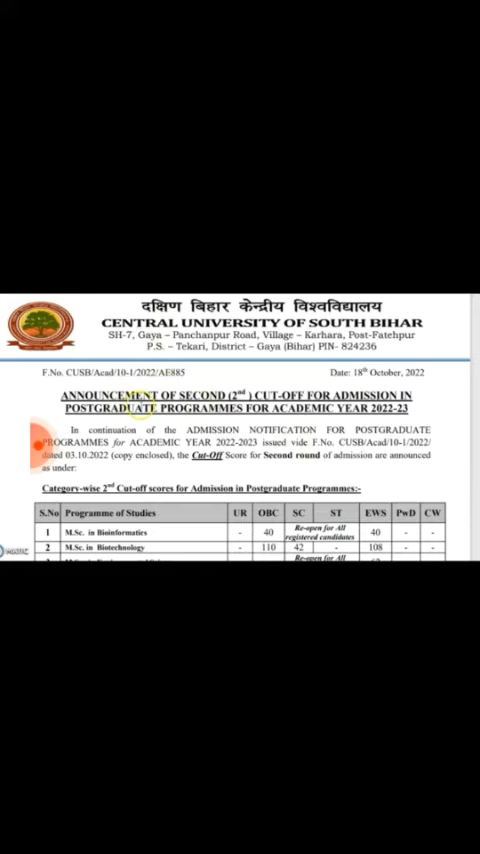 दक्षिण बिहार केन्द्रीय विश्वविद्यालय
CENTRAL UNIVERSITY OF SOUTH BIHAR
SH-7, Gaya – Panchanpur Road, Village – Karhara, Post-Fatehpur
P.S. – Tekari, District – Gaya (Bihar) PIN- 824236
F.No. CUSB/Acad/10-1/2022/AE885 Date: 18th October, 2022
ANNOUNCEMENT OF SECOND (2nd ) CUT-OFF FOR ADMISSION IN
POSTGRADUATE PROGRAMMES FOR ACADEMIC YEAR 2022-23
In continuation of the ADMISSION NOTIFICATION FOR POSTGRADUATE
PROGRAMMES for ACADEMIC YEAR 2022-2023 issued vide F.No. CUSB/Acad/10-1/2022/
dated 03.10.2022 (copy enclosed), the Cut-Off Score for Second round of admission are announced
as under:
Category-wise 2nd Cut-off scores for Admission in Postgraduate Programmes:-
S.No Programme of Studies UR OBC SC ST EWS PwD CW
1 M.Sc. in Bioinformatics - 40 Re-open for All registered candidates 40 - -
2 M.Sc. in Biotechnology - 110 42 - 108 - -
Re-open for All